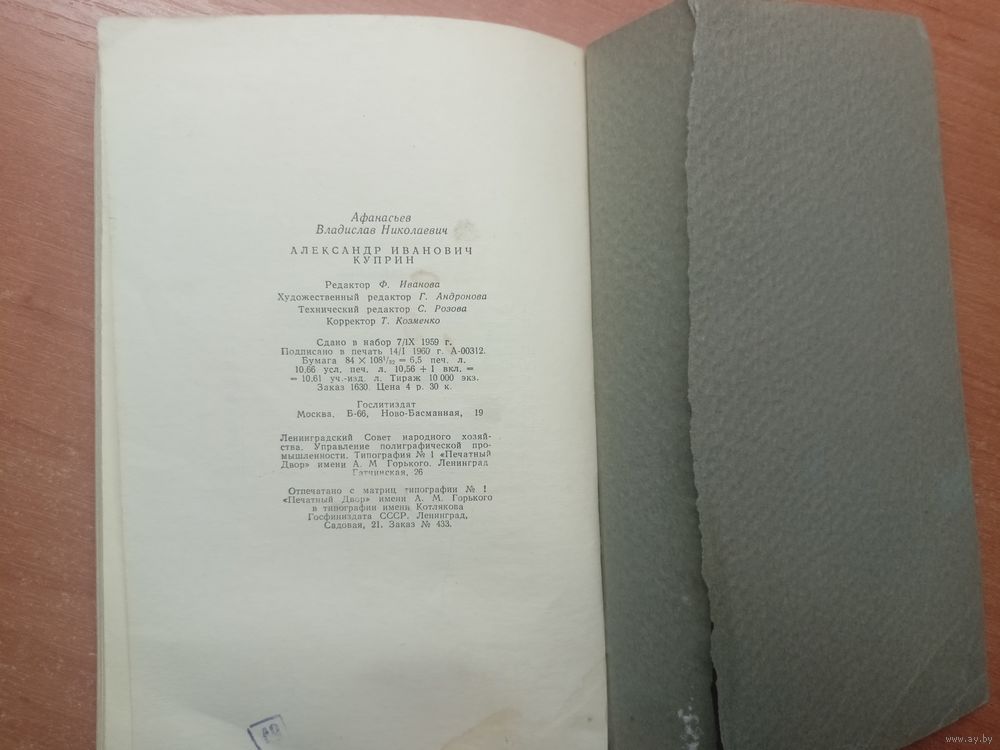 Афанасьев
Владислав Николаевич
АЛЕКСАНДР ИВАНОВИЧ
КУПРИН
Редактор Ф. Иванова
Художественный редактор Г. Андронова
Технический редактор С. Розова
Корректор Т. Козменко
Сдано в набор 7/IX 1959 г.
Подписано в печать 14/I 1960 г. А-00312.
Бумага 84 × 108¹/₃₂ = 6,5 печ. л.
10,66 усл. печ. л. 10,56 + 1 вкл. =
= 10,61 уч.-изд. л. Тираж 10 000 экз.
Заказ 1630. Цена 4 р. 30 к.
Гослитиздат
Москва, Б-66, Ново-Басманная, 19
Ленинградский Совет народного хозяй-
ства. Управление полиграфической про-
мышленности. Типография № 1 «Печатный
Двор» имени А. М Горького. Ленинград
Гатчинская, 26
Отпечатано с матриц типографии № 1
«Печатный Двор» имени А. М. Горького
в типографии имени Котлякова
Госфиниздата СССР. Ленинград,
Садовая, 21. Заказ № 433.
www.ay.by